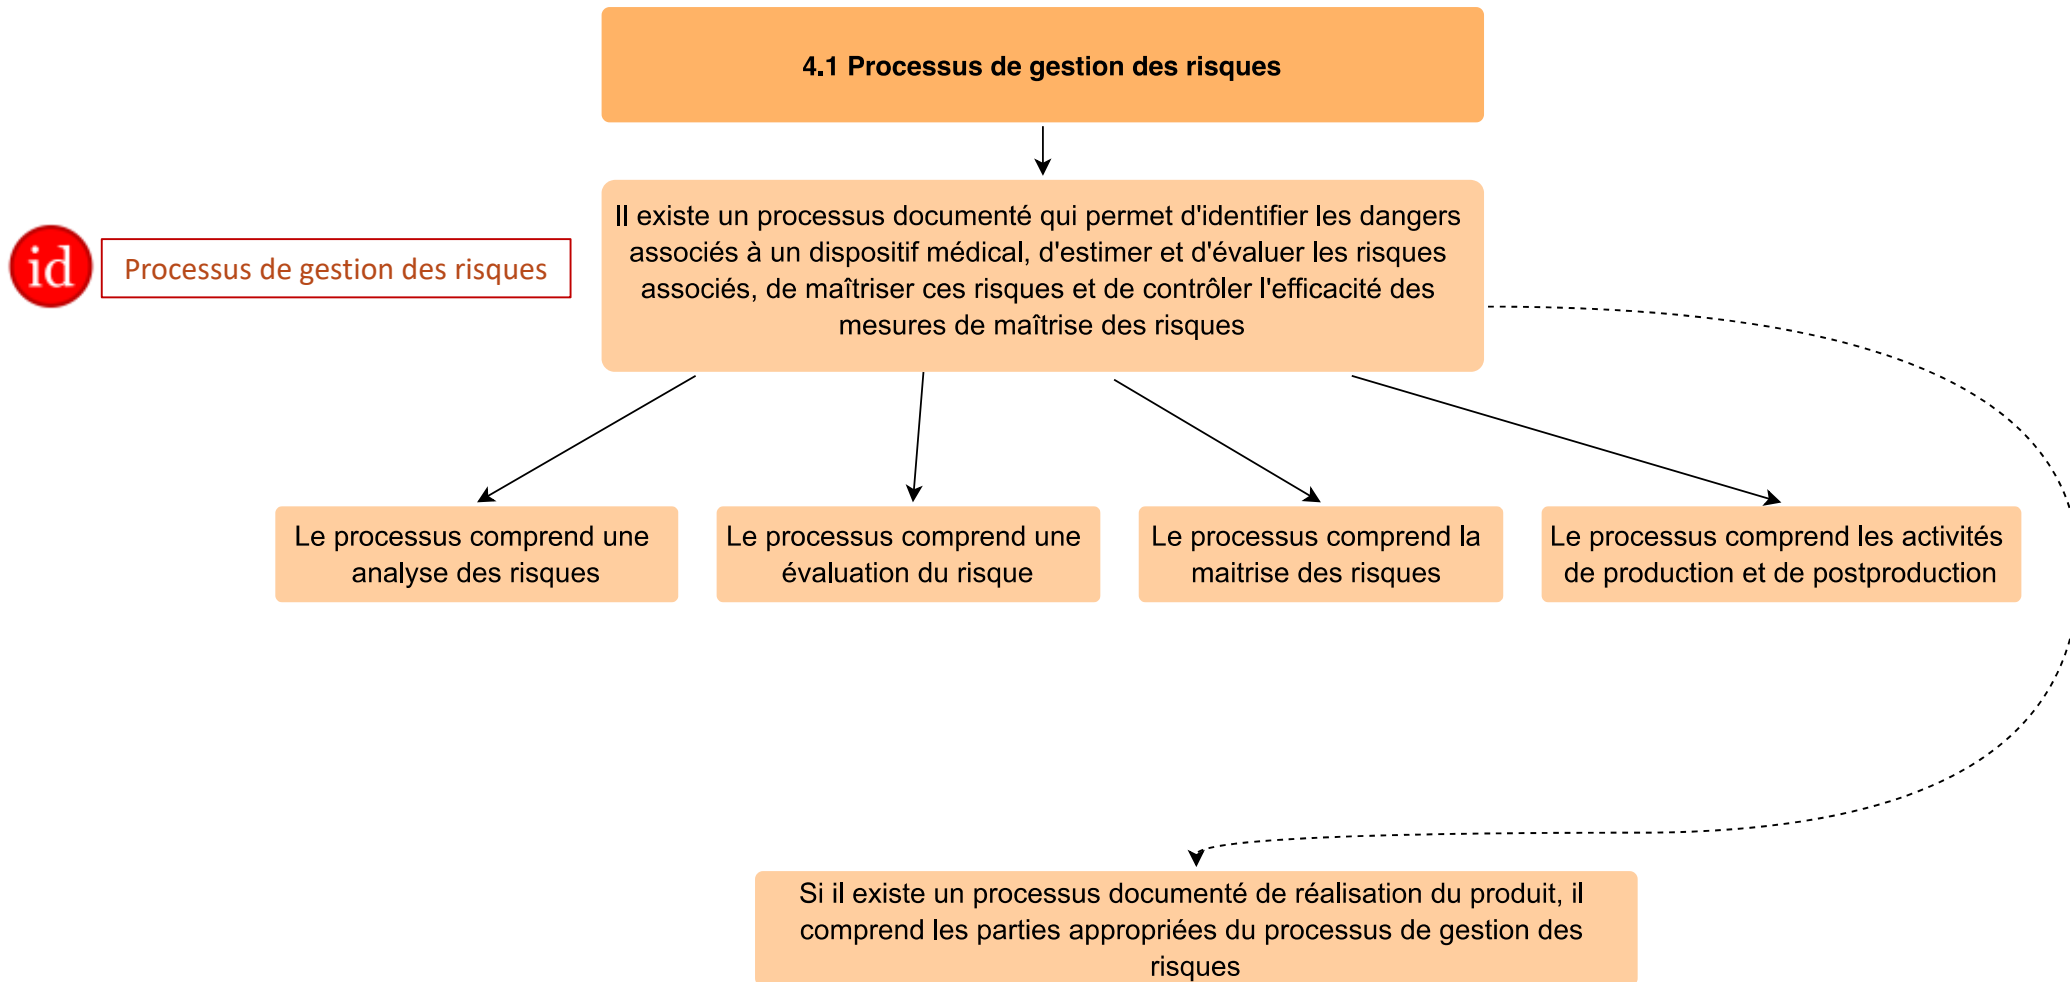 4.1 Processus de gestion des risques
Il existe un processus documenté qui permet d'identifier les dangers
associés à un dispositif médical, d'estimer et d'évaluer les risques
associés, de maîtriser ces risques et de contrôler l'efficacité des
mesures de maîtrise des risques
id
Processus de gestion des risques
Le processus comprend une
analyse des risques
Le processus comprend une
évaluation du risque
Le processus comprend la
maitrise des risques
Le processus comprend les activités
de production et de postproduction
Si il existe un processus documenté de réalisation du produit, il
comprend les parties appropriées du processus de gestion des
risques